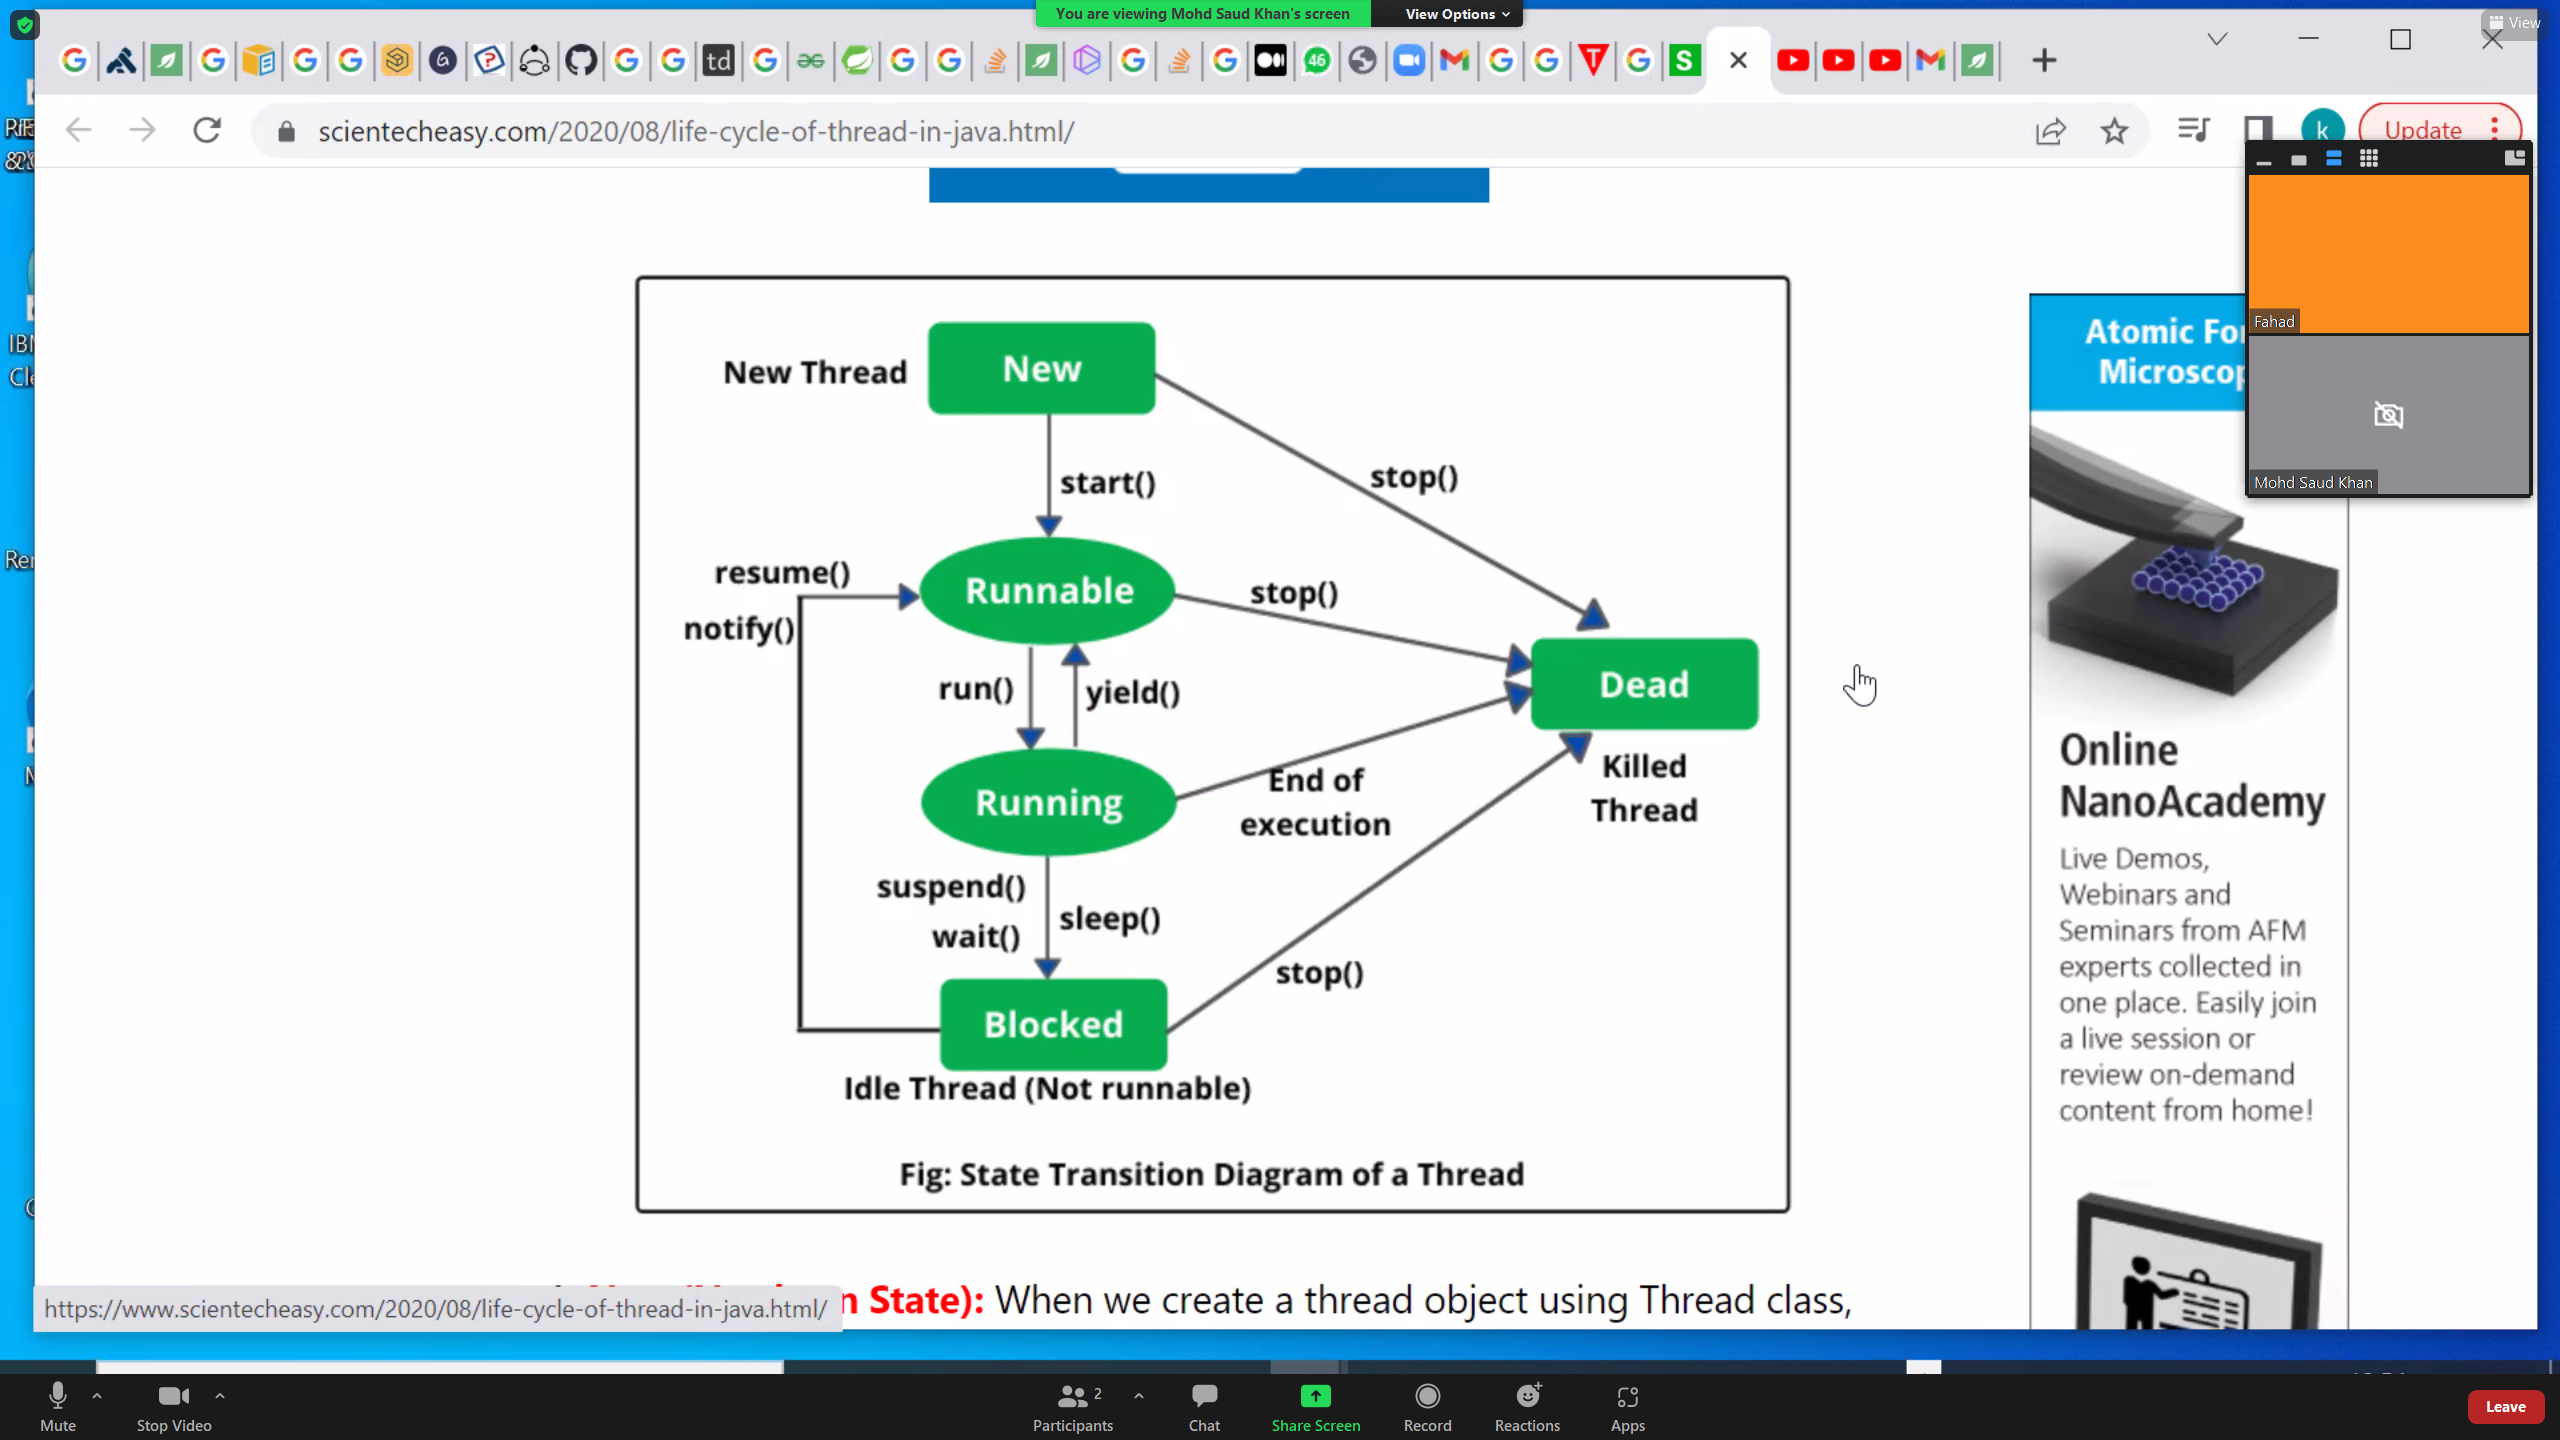 You are viewing Mohd Saud Khan's screen
View Options
View
scientecheasy.com/2020/08/life-cycle-of-thread-in-java.html/
Update
k
46
td
Fahad
Mohd Saud Khan
New Thread
New
start()
stop()
resume()
notify()
Runnable
stop()
run()
yield()
Dead
Killed
Thread
Running
End of
execution
suspend()
wait()
sleep()
stop()
Blocked
Idle Thread (Not runnable)
Fig: State Transition Diagram of a Thread
n State): When we create a thread object using Thread class,
https://www.scientecheasy.com/2020/08/life-cycle-of-thread-in-java.html/
Atomic Fo
Microscop
Online
NanoAcademy
Live Demos,
Webinars and
Seminars from AFM
experts collected in
one place. Easily join
a live session or
review on-demand
content from home!
Mute
Stop Video
Participants
2
Chat
Share Screen
Record
Reactions
Apps
Leave